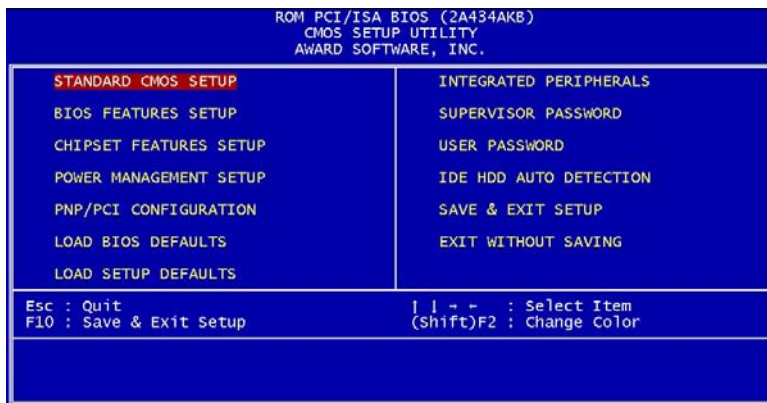 ROM PCI/ISA BIOS (2A434AKB)
CMOS SETUP UTILITY
AWARD SOFTWARE, INC.
STANDARD CMOS SETUP
BIOS FEATURES SETUP
CHIPSET FEATURES SETUP
POWER MANAGEMENT SETUP
PNP/PCI CONFIGURATION
LOAD BIOS DEFAULTS
LOAD SETUP DEFAULTS
INTEGRATED PERIPHERALS
SUPERVISOR PASSWORD
USER PASSWORD
IDE HDD AUTO DETECTION
SAVE & EXIT SETUP
EXIT WITHOUT SAVING
Esc : Quit
F10 : Save & Exit Setup
↑ ↓ → ← : Select Item
(Shift)F2 : Change Color